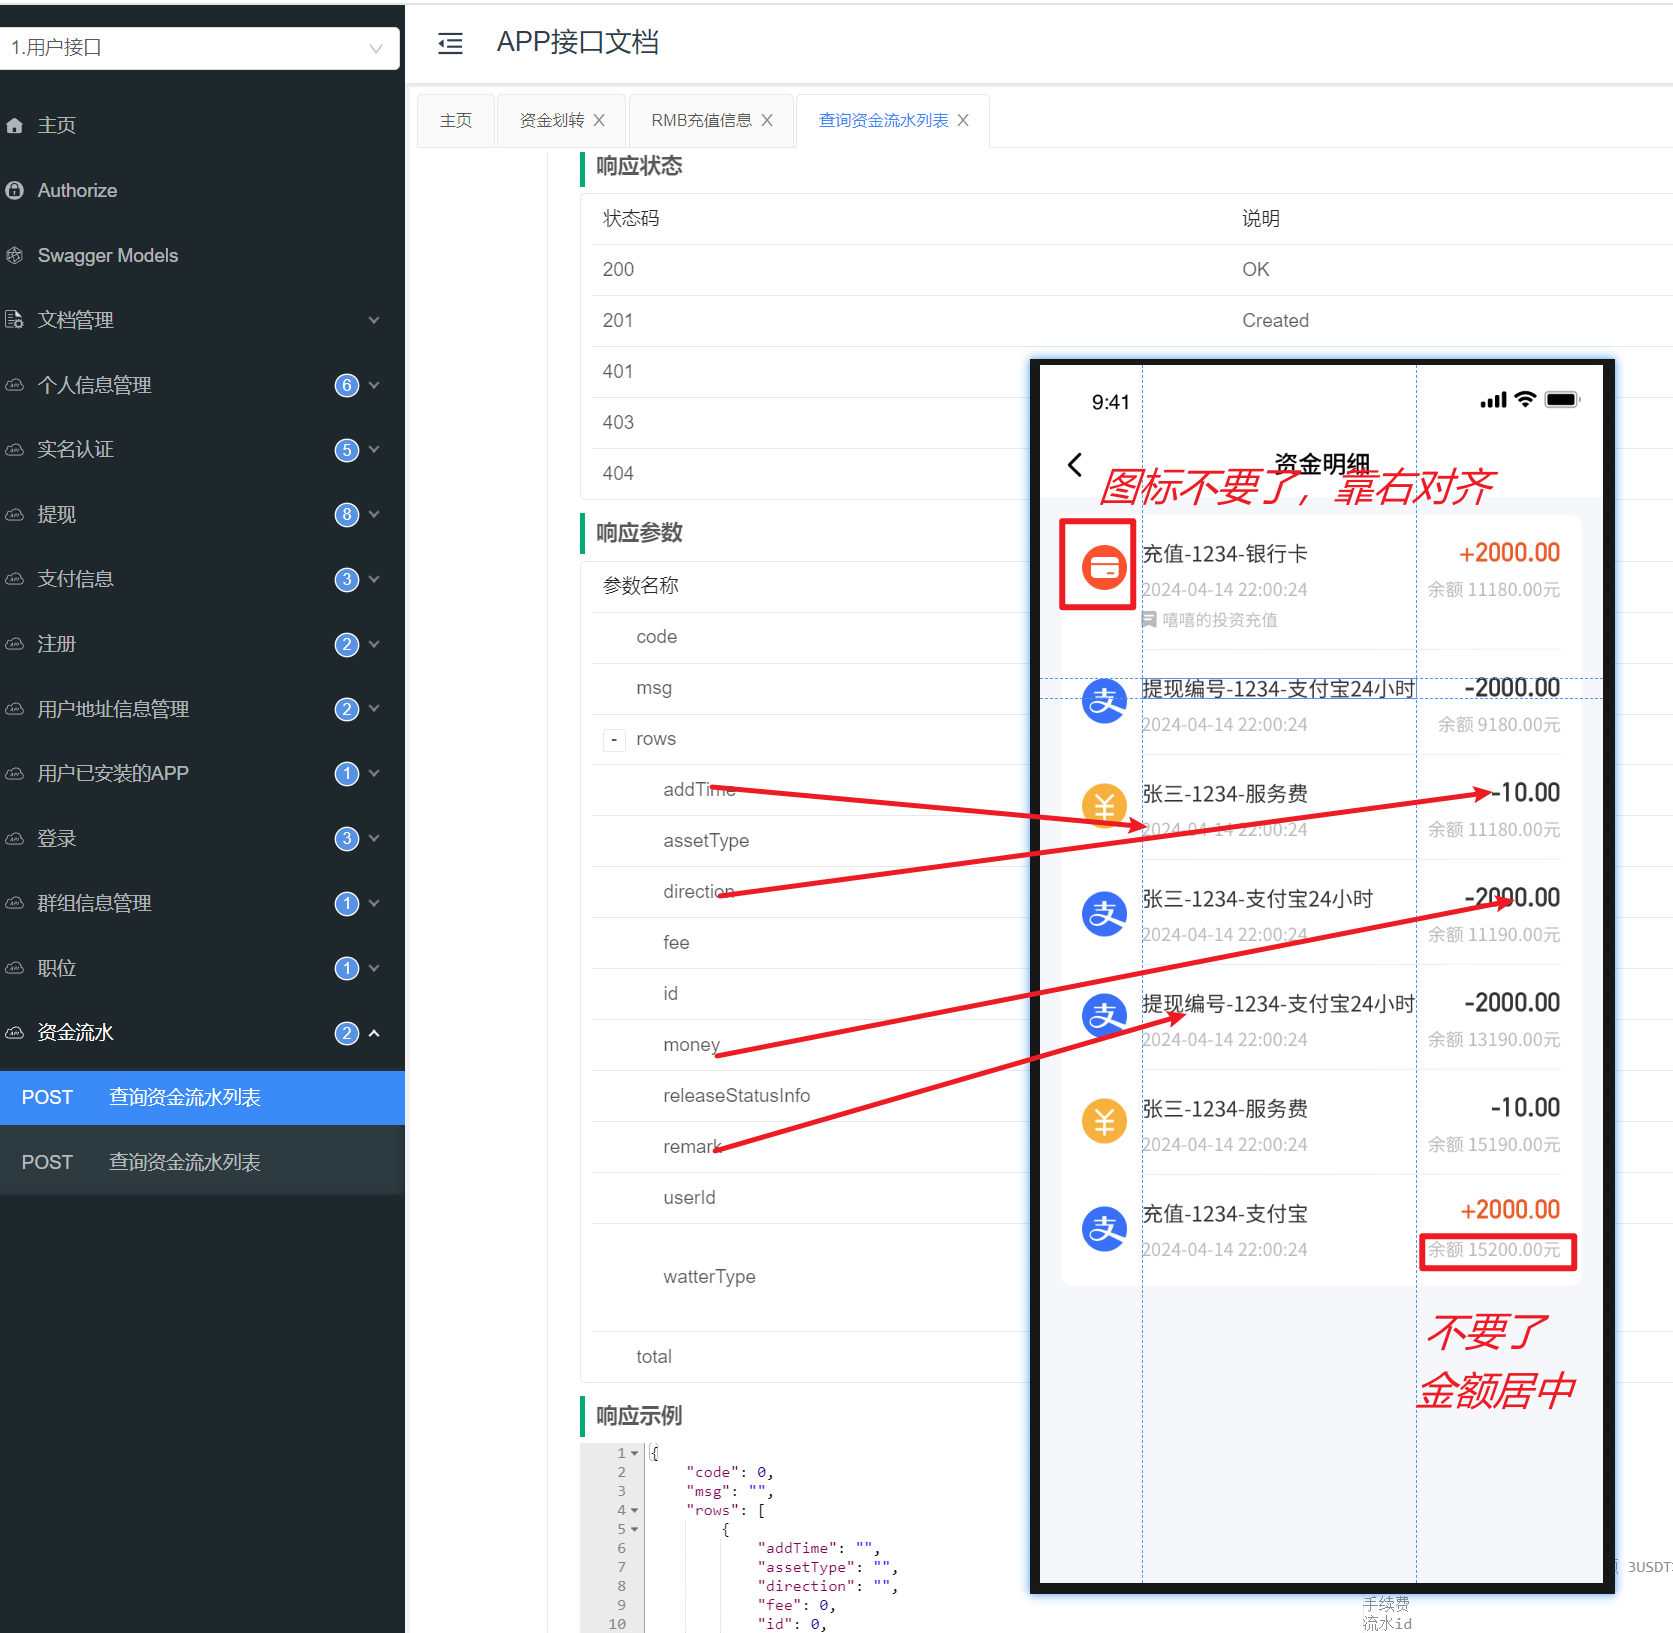 1.用户接口
主页
Authorize
Swagger Models
文档管理
个人信息管理 6
实名认证 5
提现 8
支付信息 3
注册 2
用户地址信息管理 2
用户已安装的APP 1
登录 3
群组信息管理 1
职位 1
资金流水 2
POST 查询资金流水列表
POST 查询资金流水列表
APP接口文档
主页
资金划转
RMB充值信息
查询资金流水列表
响应状态
状态码 说明
200 OK
201 Created
401
403
404
响应参数
参数名称
code
msg
- rows
addTime
assetType
direction
fee
id
money
releaseStatusInfo
remark
userId
watterType
total
响应示例
1 {
2 "code": 0,
3 "msg": "",
4 "rows": [
5 {
6 "addTime": "",
7 "assetType": "",
8 "direction": "",
9 "fee": 0,
10 "id": 0,
9:41
资金明细
图标不要了，靠右对齐
充值-1234-银行卡 +2000.00
2024-04-14 22:00:24 余额 11180.00元
嘻嘻的投资充值
提现编号-1234-支付宝24小时 -2000.00
2024-04-14 22:00:24 余额 9180.00元
张三-1234-服务费 -10.00
2024-04-14 22:00:24 余额 11180.00元
张三-1234-支付宝24小时 -2000.00
2024-04-14 22:00:24 余额 11190.00元
提现编号-1234-支付宝24小时 -2000.00
2024-04-14 22:00:24 余额 13190.00元
张三-1234-服务费 -10.00
2024-04-14 22:00:24 余额 15190.00元
充值-1234-支付宝 +2000.00
2024-04-14 22:00:24 余额 15200.00元
不要了
金额居中
3USDT
手续费
流水id